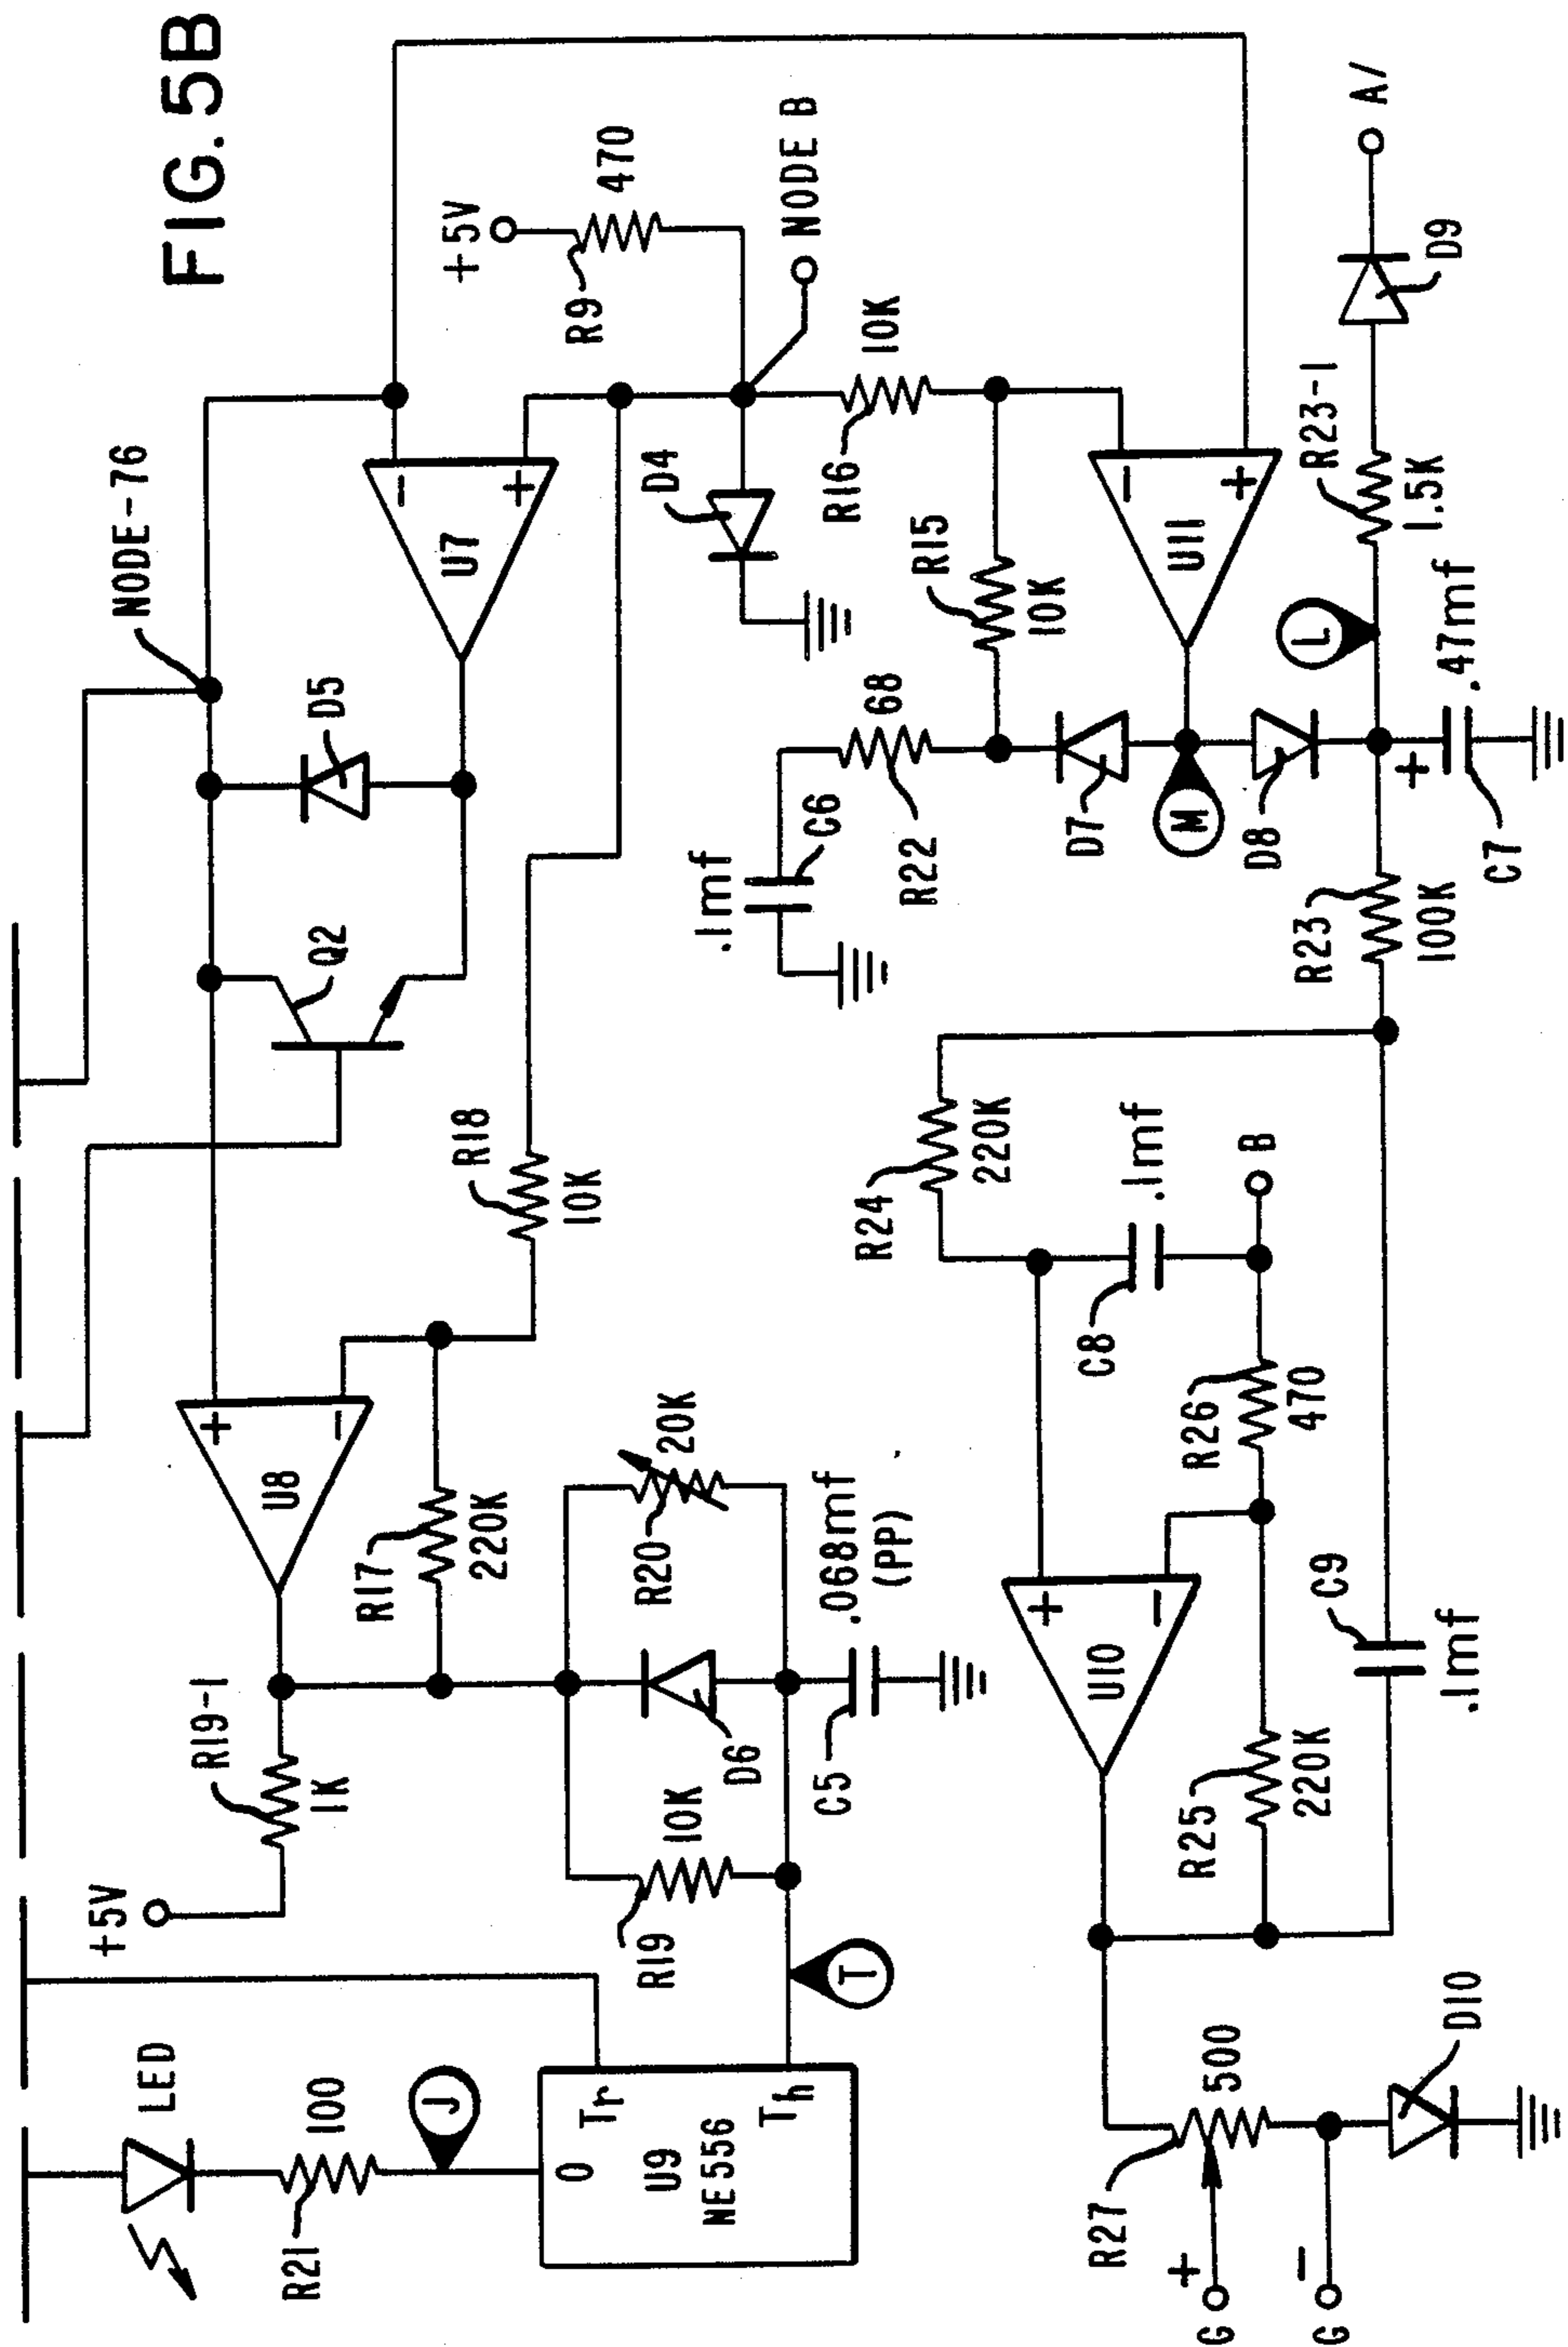 FIG. 5B
NODE-76
+5V
R9
470
NODE B
U7
-
+
D4
D5
Q2
R16
10K
R15
10K
U11
-
+
R18
10K
U8
+
-
R17
220K
R19-1
1K
+5V
R20
20K
D6
R19
10K
C5
.068mf
(PP)
T
LED
R21
100
J
O
Tr
U9
NE556
Th
.1mf
C6
R22
68
D7
M
D8
L
R23-1
1.5K
D9
A/
+
.47mf
C7
R23
100K
R24
220K
C8
.1mf
B
R26
470
U10
+
-
R25
220K
C9
.1mf
R27
500
D10
G
+
G
-